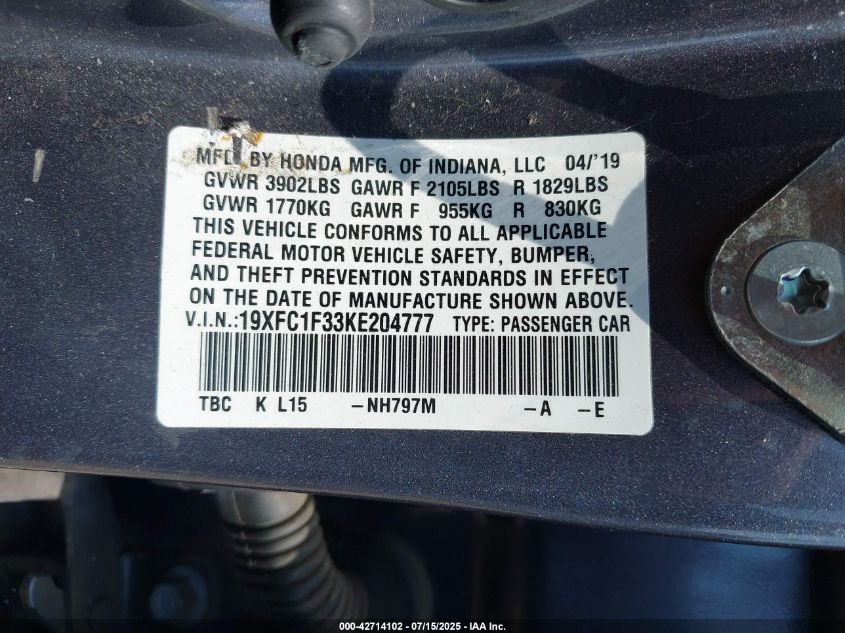 MFD BY HONDA MFG. OF INDIANA, LLC 04/'19
GVWR 3902LBS GAWR F 2105LBS R 1829LBS
GVWR 1770KG GAWR F 955KG R 830KG
THIS VEHICLE CONFORMS TO ALL APPLICABLE
FEDERAL MOTOR VEHICLE SAFETY, BUMPER,
AND THEFT PREVENTION STANDARDS IN EFFECT
ON THE DATE OF MANUFACTURE SHOWN ABOVE.
V.I.N.:19XFC1F33KE204777 TYPE: PASSENGER CAR
TBC K L15 -NH797M -A -E
000-42714102 - 07/15/2025 - IAA Inc.